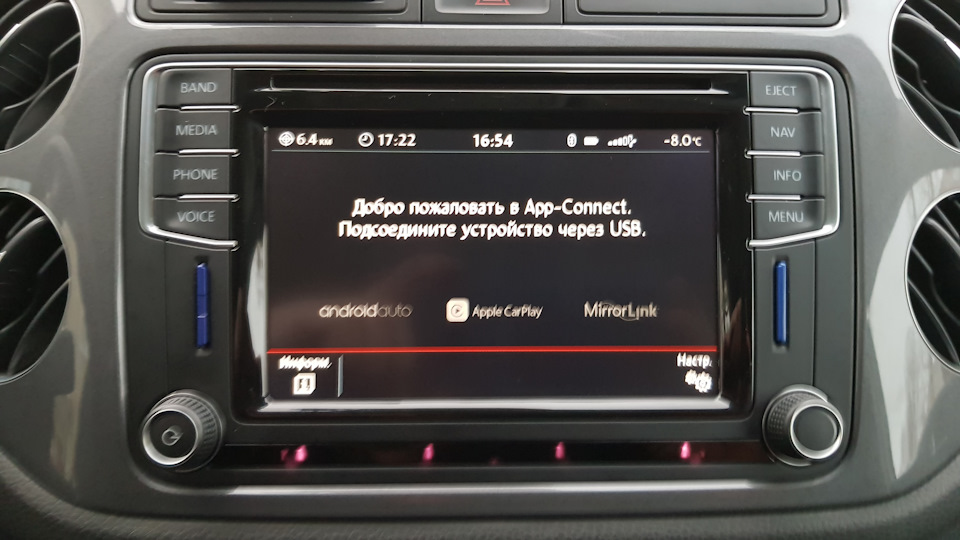 BAND
MEDIA
PHONE
VOICE
EJECT
NAV
INFO
MENU
6.4 км 17:22 16:54 -8.0°C
Добро пожаловать в App-Connect.
Подсоедините устройство через USB.
androidauto Apple CarPlay MirrorLink
Информ. Настр.